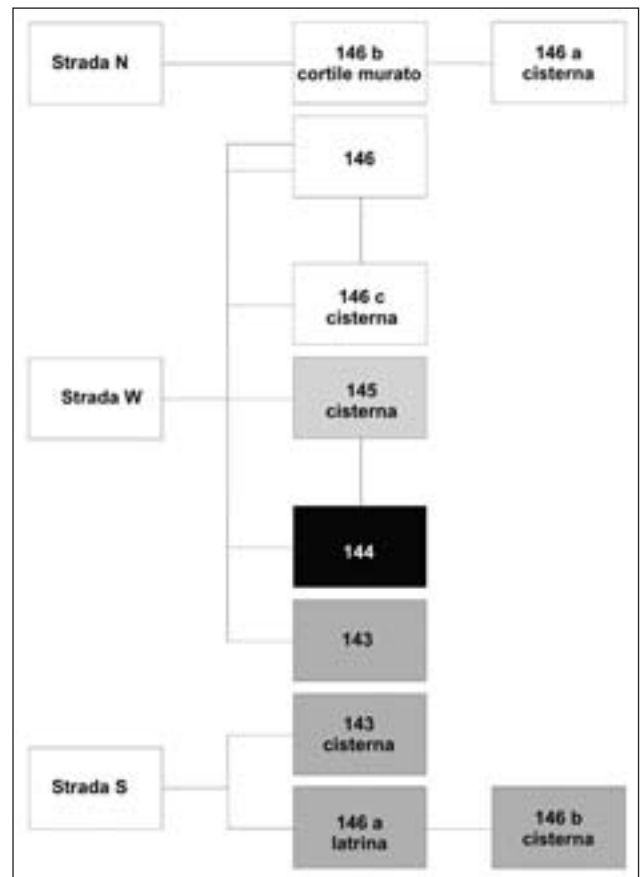 Strada N
146 b
cortile murato
146 a
cisterna
146
146 c
cisterna
Strada W
145
cisterna
144
143
143
cisterna
Strada S
146 a
latrina
146 b
cisterna